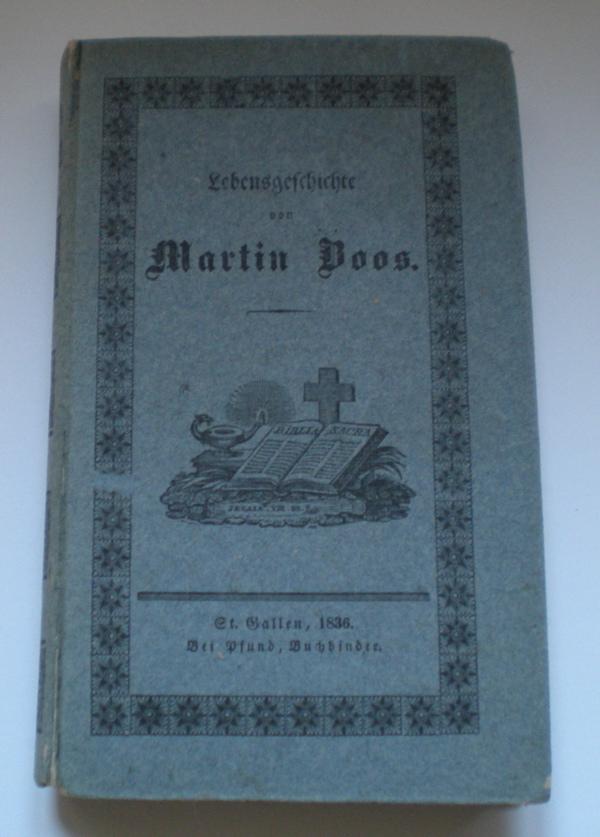 Lebensgeschichte
von
Martin Boos.
BIBLIA SACRA
St. Gallen, 1836.
Bei Pfund, Buchbinder.